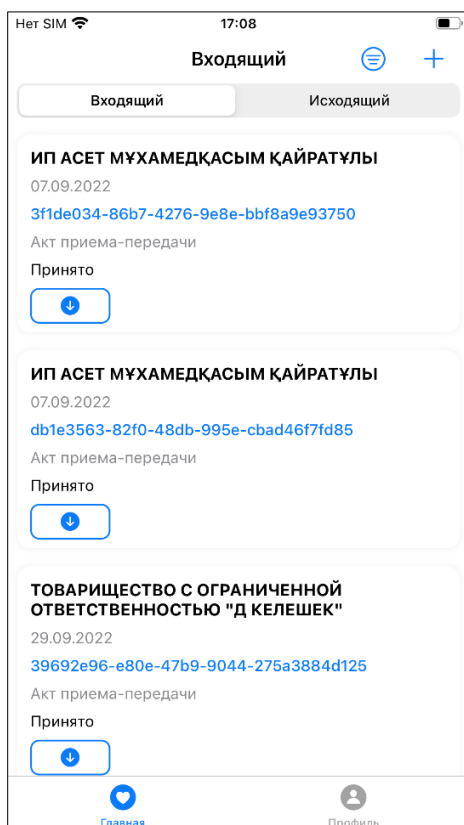 Нет SIM 17:08
Входящий
Входящий Исходящий
ИП АСЕТ МҰХАМЕДҚАСЫМ ҚАЙРАТҰЛЫ
07.09.2022
3f1de034-86b7-4276-9e8e-bbf8a9e93750
Акт приема-передачи
Принято
ИП АСЕТ МҰХАМЕДҚАСЫМ ҚАЙРАТҰЛЫ
07.09.2022
db1e3563-82f0-48db-995e-cbad46f7fd85
Акт приема-передачи
Принято
ТОВАРИЩЕСТВО С ОГРАНИЧЕННОЙ
ОТВЕТСТВЕННОСТЬЮ "Д КЕЛЕШЕК"
29.09.2022
39692e96-e80e-47b9-9044-275a3884d125
Акт приема-передачи
Принято
Главная Профиль